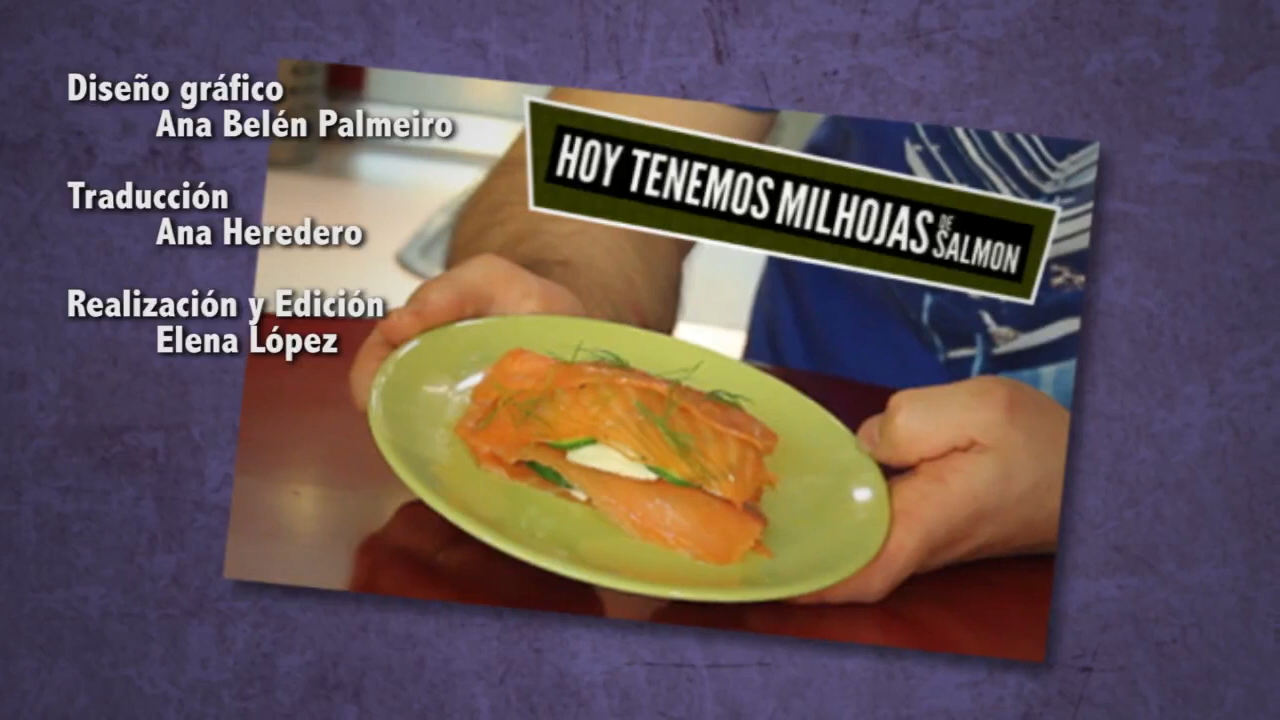 Diseño gráfico
Ana Belén Palmeiro
Traducción
Ana Heredero
Realización y Edición
Elena López
HOY TENEMOS MILHOJAS DE SALMON